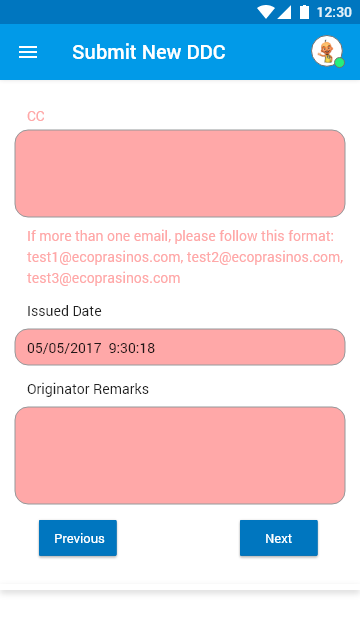 12:30
Submit New DDC
CC
If more than one email, please follow this format:
test1@ecoprasinos.com, test2@ecoprasinos.com,
test3@ecoprasinos.com
Issued Date
05/05/2017  9:30:18
Originator Remarks
Previous
Next